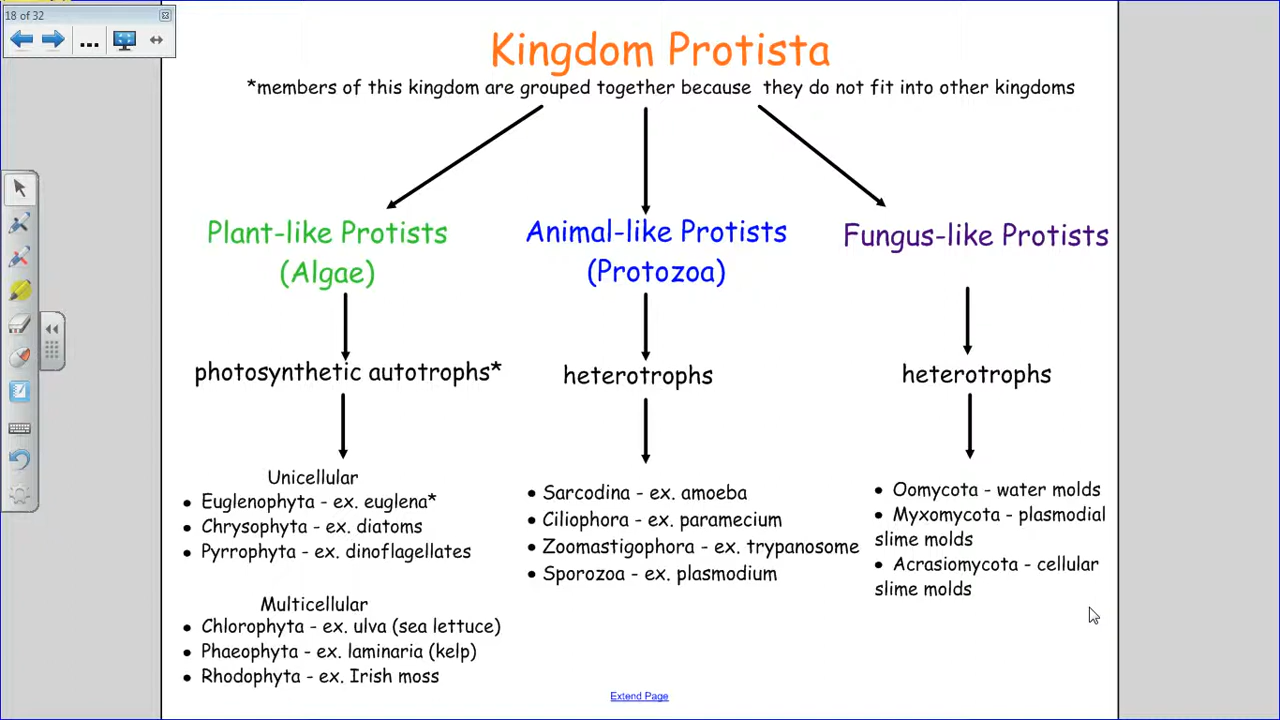 18 of 32
Kingdom Protista
*members of this kingdom are grouped together because they do not fit into other kingdoms
Plant-like Protists
(Algae)
photosynthetic autotrophs*
Unicellular
• Euglenophyta - ex. euglena*
• Chrysophyta - ex. diatoms
• Pyrrophyta - ex. dinoflagellates
Multicellular
• Chlorophyta - ex. ulva (sea lettuce)
• Phaeophyta - ex. laminaria (kelp)
• Rhodophyta - ex. Irish moss
Animal-like Protists
(Protozoa)
heterotrophs
• Sarcodina - ex. amoeba
• Ciliophora - ex. paramecium
• Zoomastigophora - ex. trypanosome
• Sporozoa - ex. plasmodium
Fungus-like Protists
heterotrophs
• Oomycota - water molds
• Myxomycota - plasmodial
slime molds
• Acrasiomycota - cellular
slime molds
Extend Page